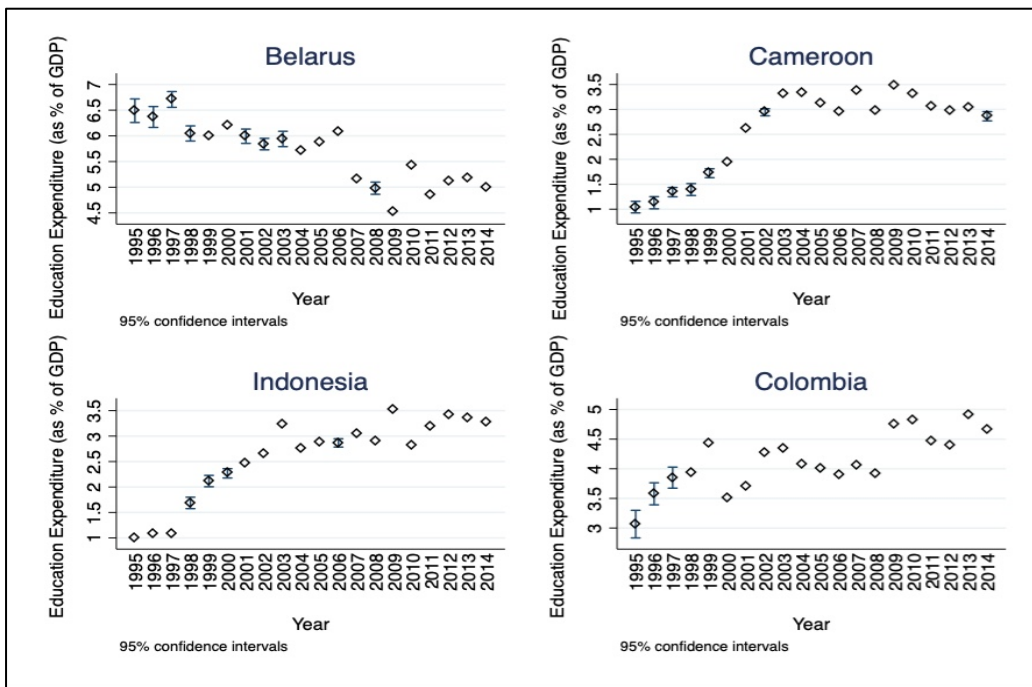 Belarus
Education Expenditure (as % of GDP)
7
6.5
6
5.5
5
4.5
1995 1996 1997 1998 1999 2000 2001 2002 2003 2004 2005 2006 2007 2008 2009 2010 2011 2012 2013 2014
Year
95% confidence intervals
Cameroon
Education Expenditure (as % of GDP)
3.5
3
2.5
2
1.5
1
1995 1996 1997 1998 1999 2000 2001 2002 2003 2004 2005 2006 2007 2008 2009 2010 2011 2012 2013 2014
Year
95% confidence intervals
Indonesia
Education Expenditure (as % of GDP)
3.5
3
2.5
2
1.5
1
1995 1996 1997 1998 1999 2000 2001 2002 2003 2004 2005 2006 2007 2008 2009 2010 2011 2012 2013 2014
Year
95% confidence intervals
Colombia
Education Expenditure (as % of GDP)
5
4.5
4
3.5
3
1995 1996 1997 1998 1999 2000 2001 2002 2003 2004 2005 2006 2007 2008 2009 2010 2011 2012 2013 2014
Year
95% confidence intervals